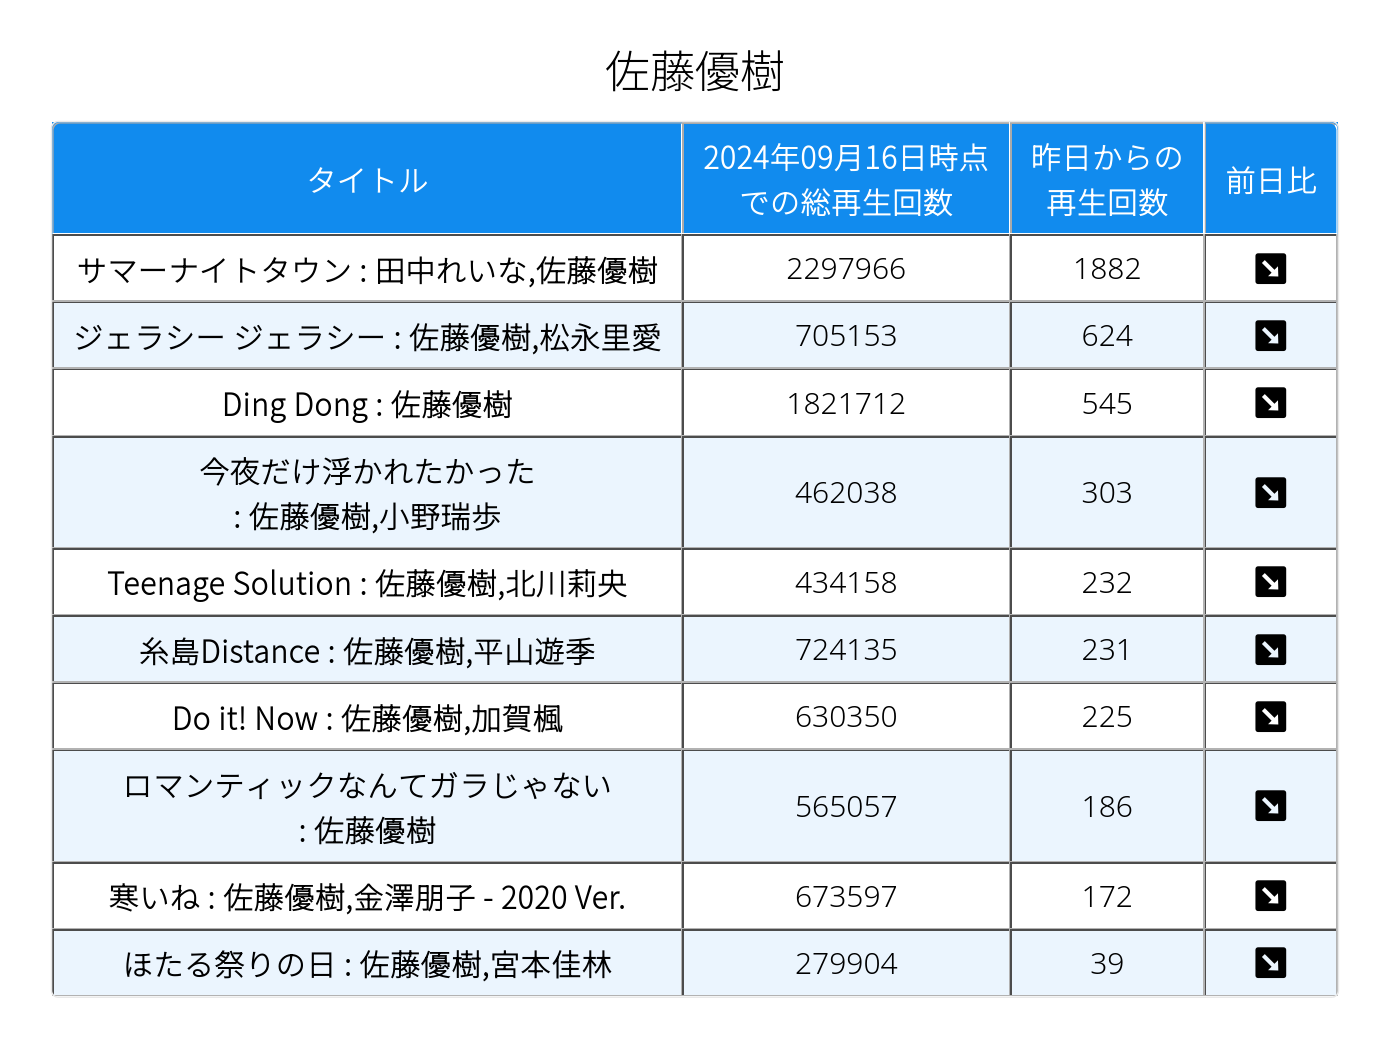 佐藤優樹
タイトル
2024年09月16日時点
での総再生回数
昨日からの
再生回数
前日比
サマーナイトタウン : 田中れいな,佐藤優樹 2297966 1882
ジェラシー ジェラシー : 佐藤優樹,松永里愛 705153 624
Ding Dong : 佐藤優樹 1821712 545
今夜だけ浮かれたかった
: 佐藤優樹,小野瑞歩 462038 303
Teenage Solution : 佐藤優樹,北川莉央 434158 232
糸島Distance : 佐藤優樹,平山遊季 724135 231
Do it! Now : 佐藤優樹,加賀楓 630350 225
ロマンティックなんてガラじゃない
: 佐藤優樹 565057 186
寒いね : 佐藤優樹,金澤朋子 - 2020 Ver. 673597 172
ほたる祭りの日 : 佐藤優樹,宮本佳林 279904 39